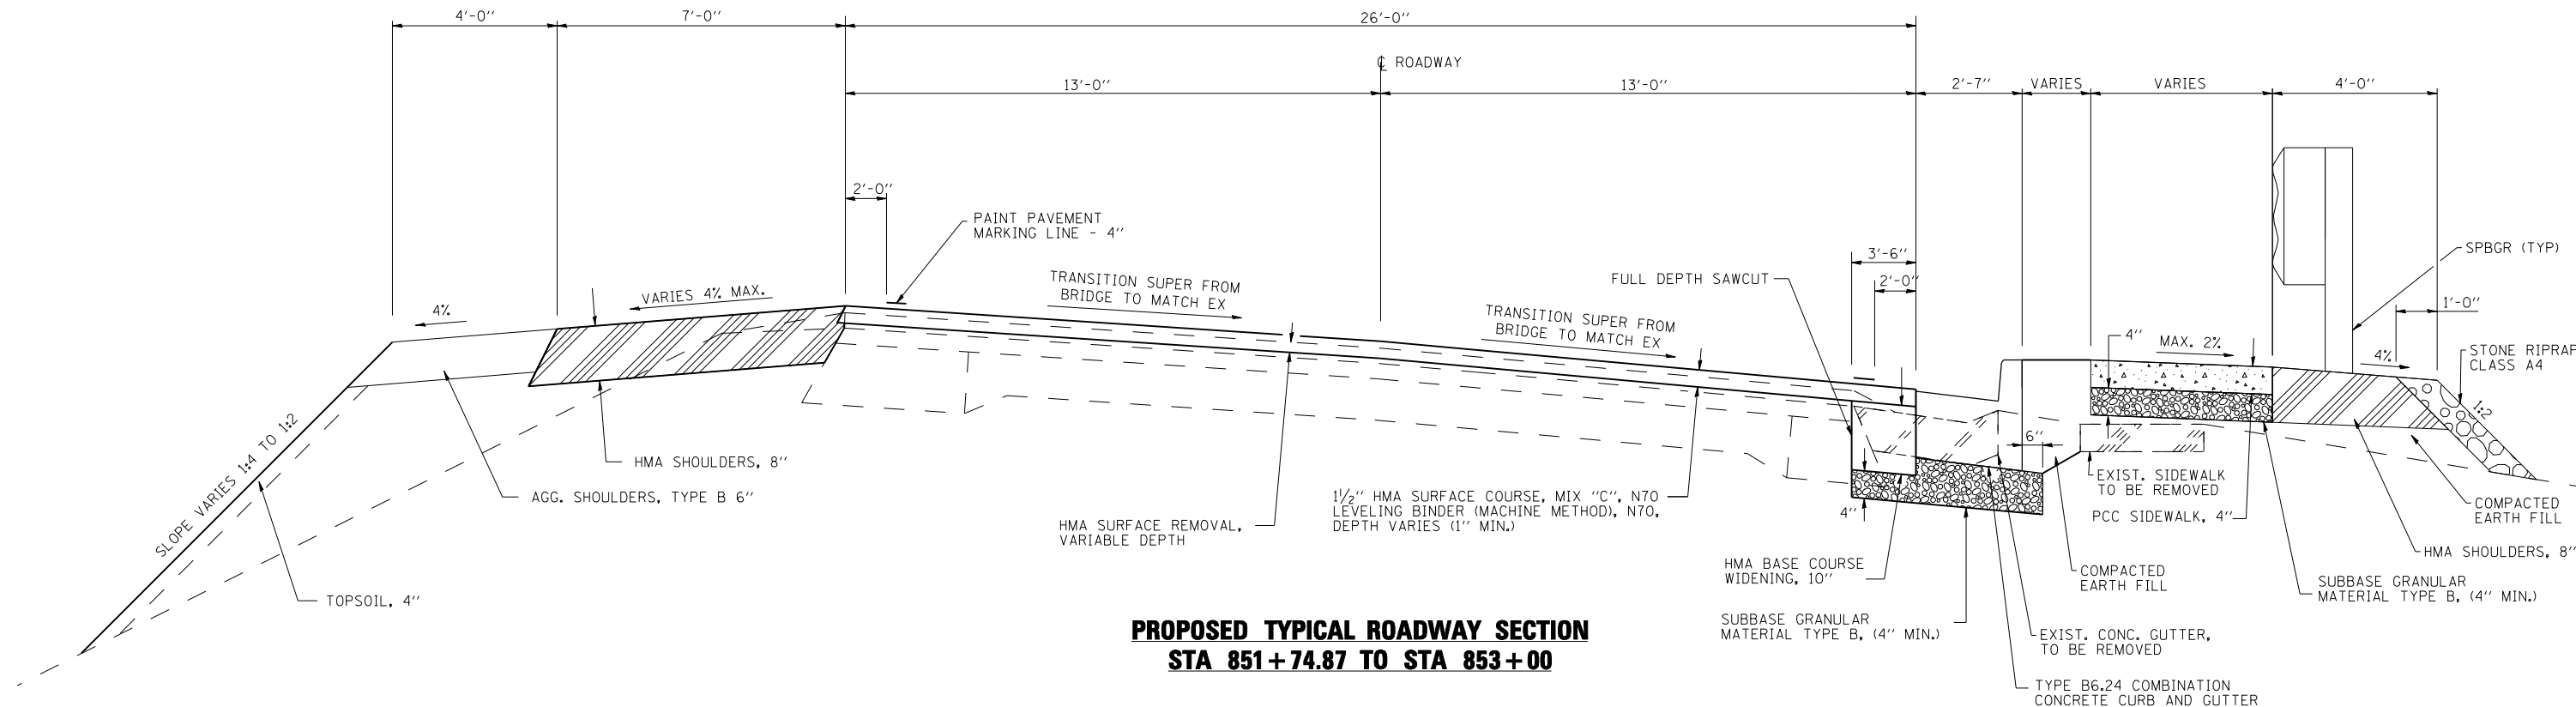 4'-0"
7'-0"
26'-0"
℄ ROADWAY
13'-0"
13'-0"
2'-7"
VARIES
VARIES
4'-0"
2'-0"
PAINT PAVEMENT
MARKING LINE - 4"
3'-6"
2'-0"
FULL DEPTH SAWCUT
SPBGR (TYP)
1'-0"
4%
VARIES 4% MAX.
TRANSITION SUPER FROM
BRIDGE TO MATCH EX
TRANSITION SUPER FROM
BRIDGE TO MATCH EX
4"
MAX. 2%
4%
STONE RIPRAP
CLASS A4
1:2
SLOPE VARIES 1:4 TO 1:2
HMA SHOULDERS, 8"
AGG. SHOULDERS, TYPE B 6"
TOPSOIL, 4"
HMA SURFACE REMOVAL,
VARIABLE DEPTH
1½" HMA SURFACE COURSE, MIX "C", N70
LEVELING BINDER (MACHINE METHOD), N70,
DEPTH VARIES (1" MIN.)
4"
6"
HMA BASE COURSE
WIDENING, 10"
SUBBASE GRANULAR
MATERIAL TYPE B, (4" MIN.)
EXIST. SIDEWALK
TO BE REMOVED
PCC SIDEWALK, 4"
COMPACTED
EARTH FILL
COMPACTED
EARTH FILL
HMA SHOULDERS, 8"
SUBBASE GRANULAR
MATERIAL TYPE B, (4" MIN.)
EXIST. CONC. GUTTER,
TO BE REMOVED
TYPE B6.24 COMBINATION
CONCRETE CURB AND GUTTER
PROPOSED TYPICAL ROADWAY SECTION
STA 851+74.87 TO STA 853+00